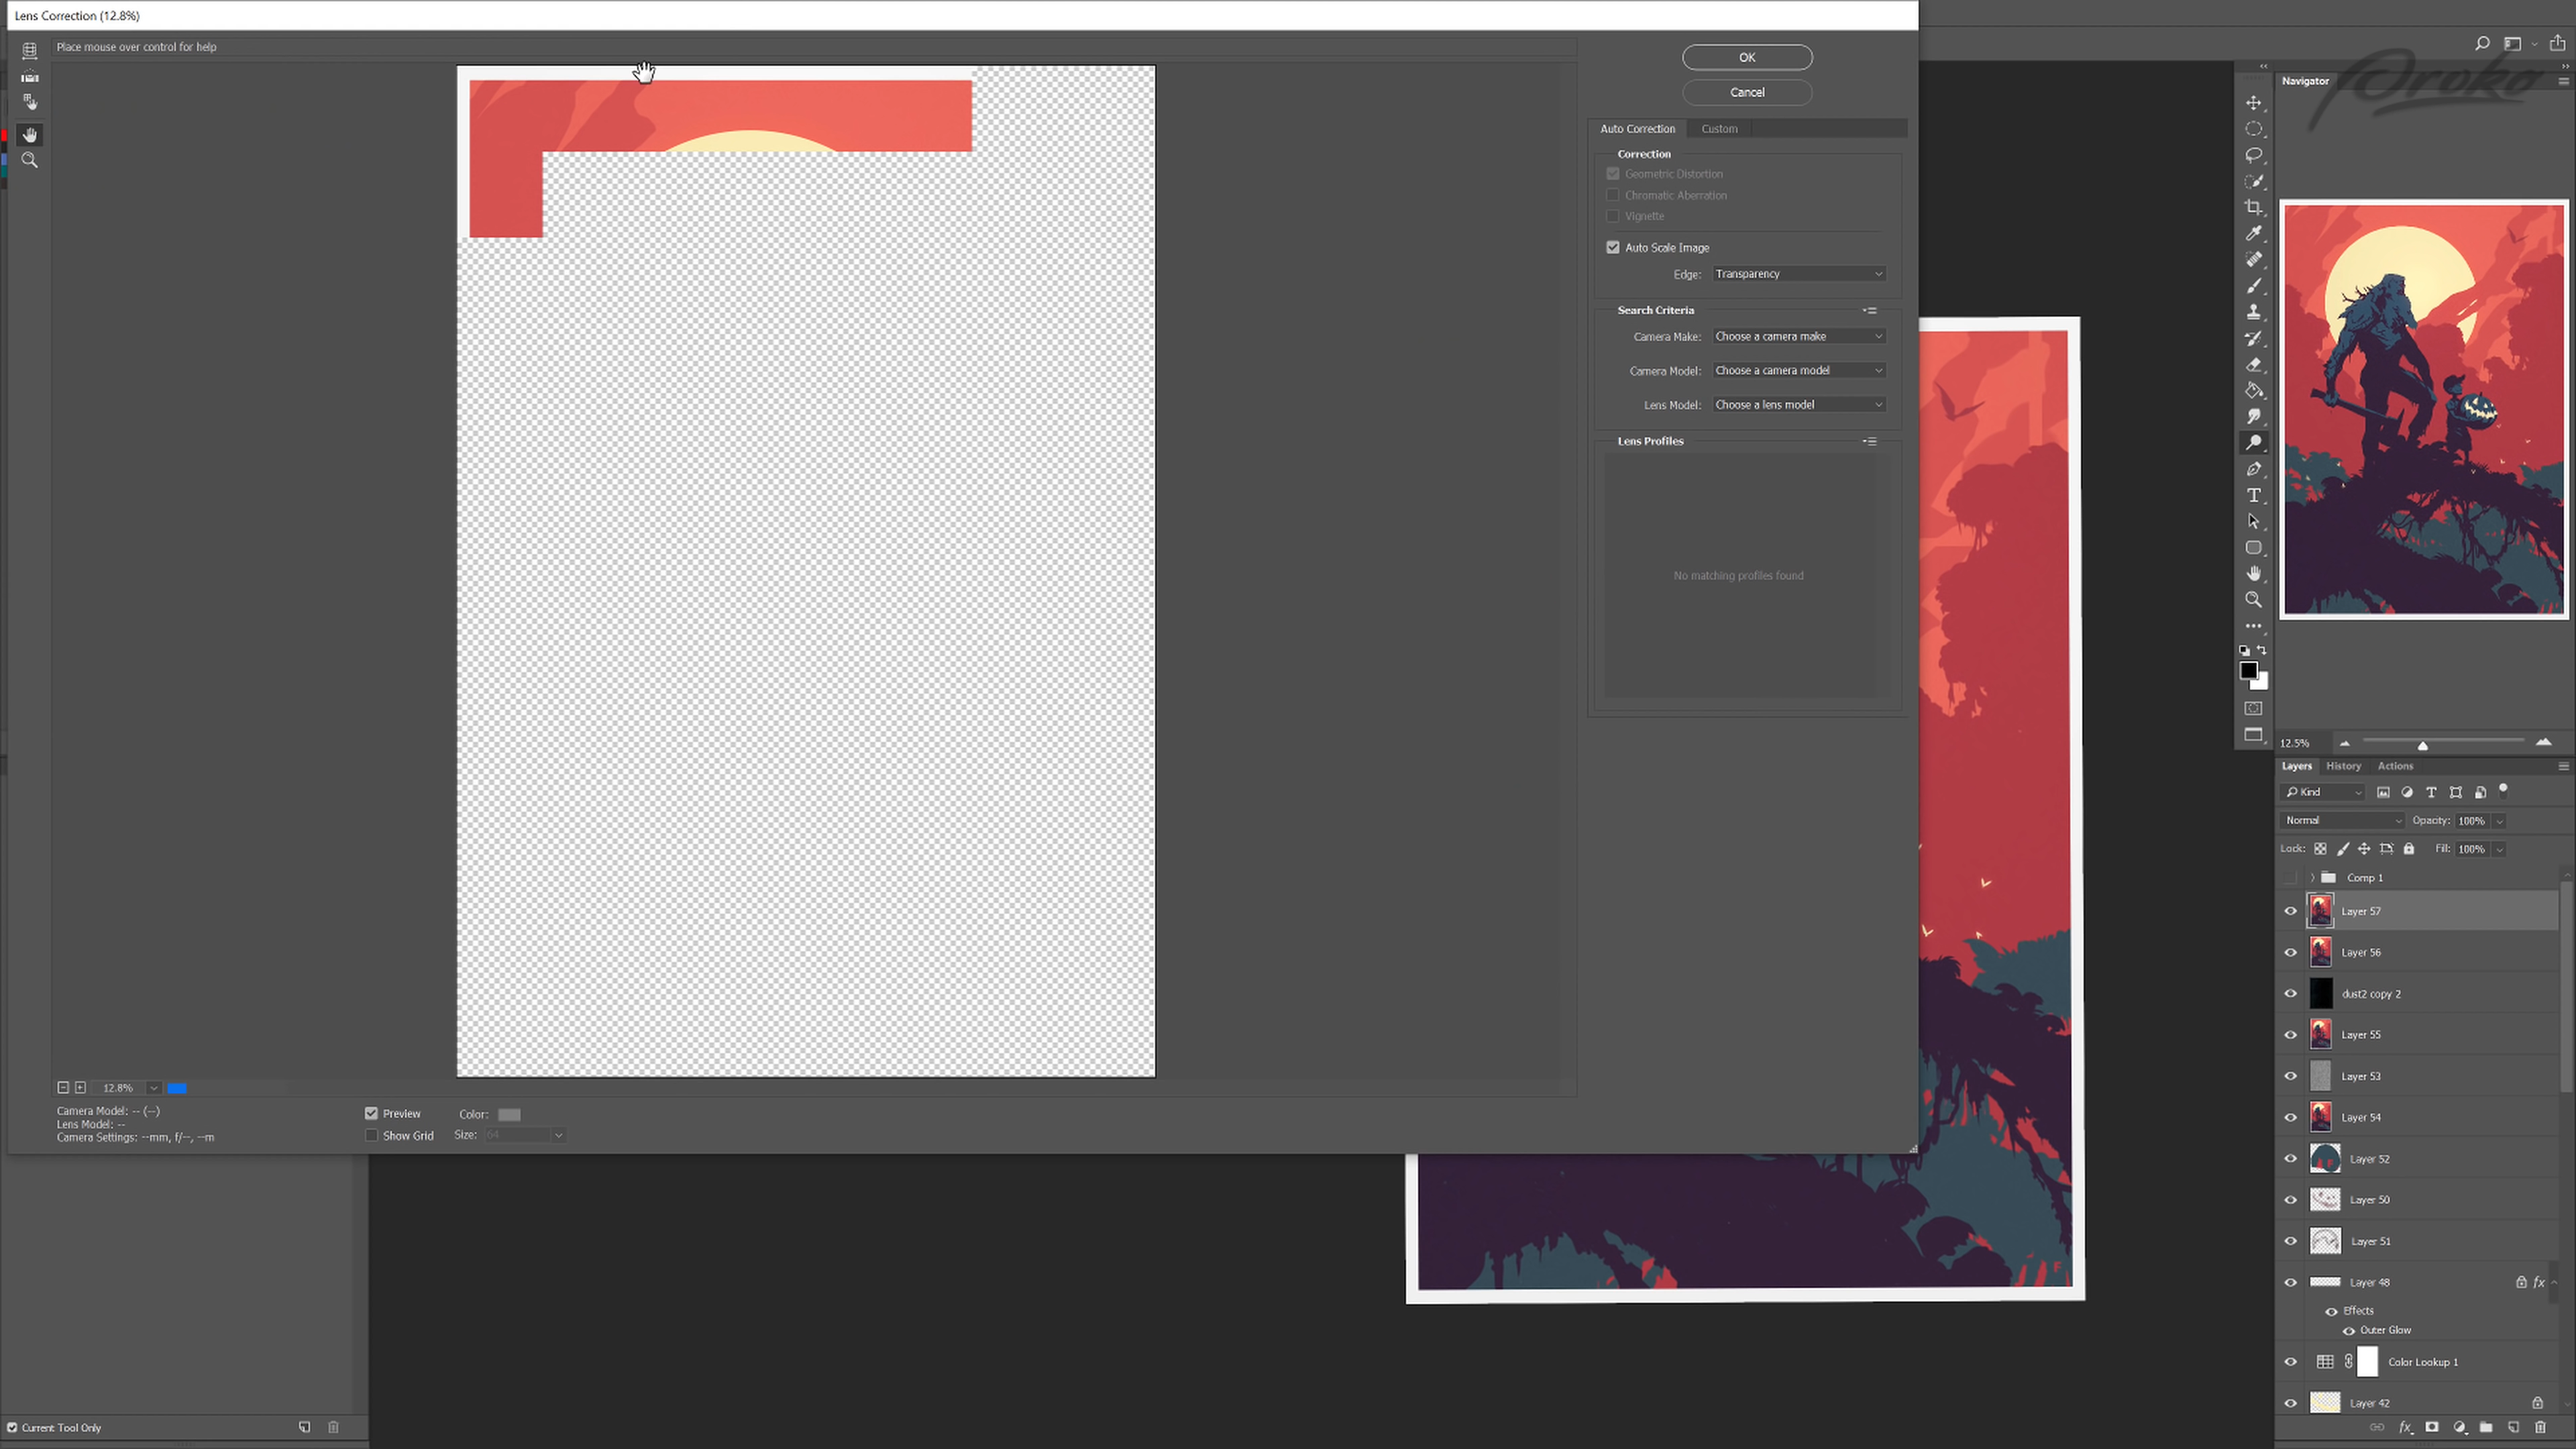 Lens Correction (12.8%)
Place mouse over control for help
OK
Cancel
Auto Correction
Custom
Correction
Geometric Distortion
Chromatic Aberration
Vignette
Auto Scale Image
Edge: Transparency
Search Criteria
Camera Make: Choose a camera make
Camera Model: Choose a camera model
Lens Model: Choose a lens model
Lens Profiles
No matching profiles found
12.8%
Camera Model: -- (--)
Lens Model: --
Camera Settings: --mm, f/--, --m
Preview
Color:
Show Grid
Size: 64
Current Tool Only
Proko
Navigator
12.5%
Layers History Actions
Kind
Normal Opacity: 100%
Lock: Fill: 100%
Comp 1
Layer 57
Layer 56
dust2 copy 2
Layer 55
Layer 53
Layer 54
Layer 52
Layer 50
Layer 51
Layer 48 fx
Effects
Outer Glow
Color Lookup 1
Layer 42
fx